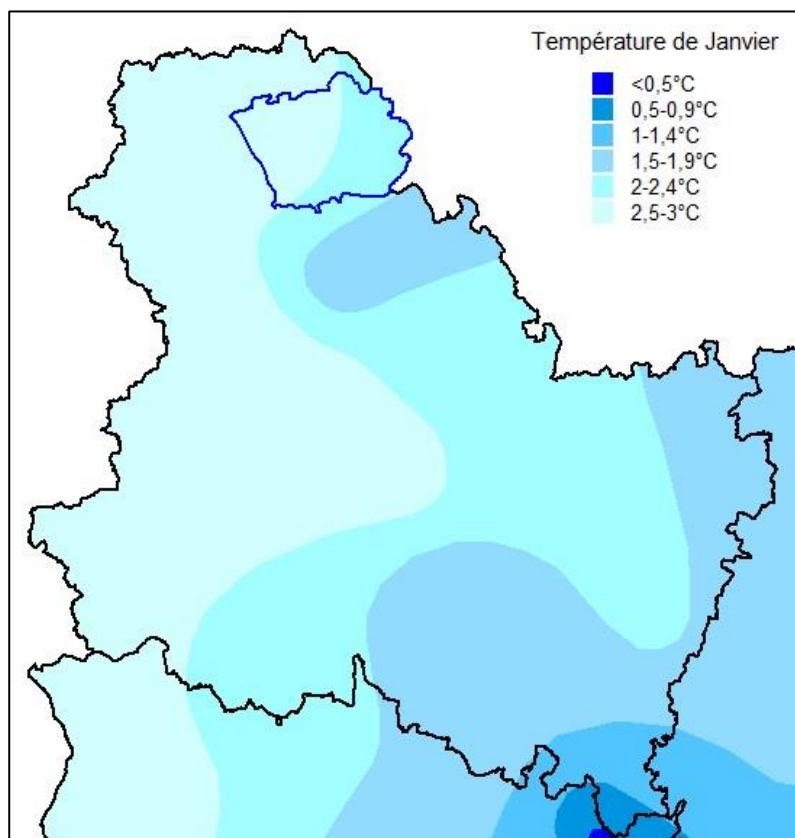 Température de Janvier
<0,5°C
0,5-0,9°C
1-1,4°C
1,5-1,9°C
2-2,4°C
2,5-3°C